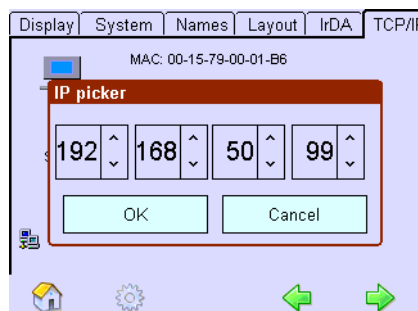 Display System Names Layout IrDA TCP/IP
MAC: 00-15-79-00-01-B6
IP picker
192 168 50 99
OK Cancel